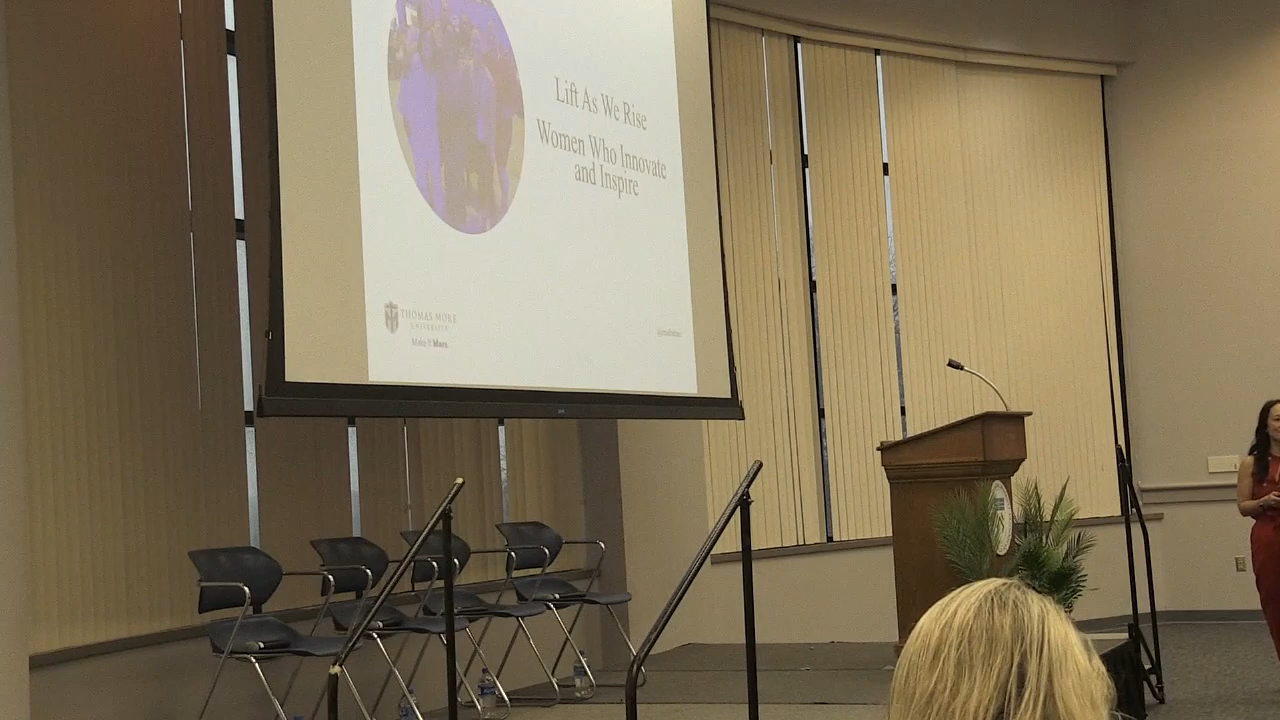 Lift As We Rise
Women Who Innovate
and Inspire
THOMAS MORE
UNIVERSITY
Make It More